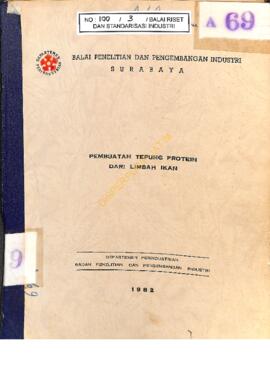 NO : 100 / 3 / BALAI RISET
DAN STANDARISASI INDUSTRI
A 69
BALAI PENELITIAN DAN PENGEMBANGAN INDUSTRI
SURABAYA
PEMBUATAN TEPUNG PROTEIN
DARI LIMBAH IKAN
DEPARTEMEN PERINDUSTRIAN
BADAN PENELITIAN DAN PENGEMBANGAN INDUSTRI
1982